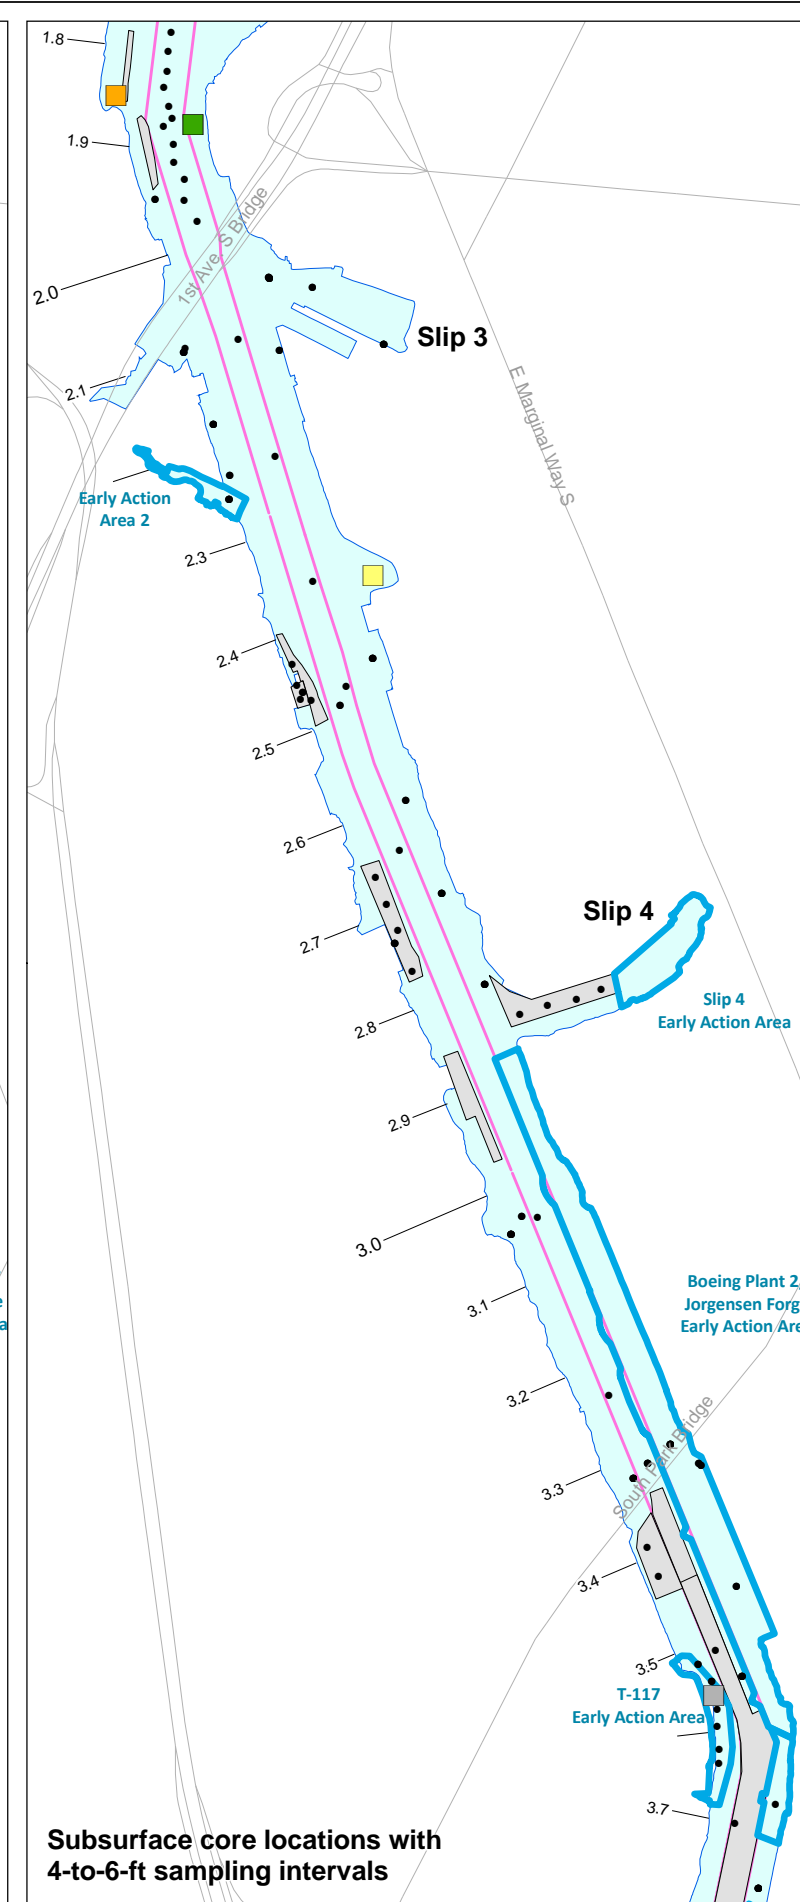 1.8
1.9
1st Ave. S Bridge
2.0
Slip 3
2.1
E Marginal Way S
Early Action
Area 2
2.3
2.4
2.5
2.6
Slip 4
2.7
Slip 4
Early Action Area
2.8
2.9
3.0
Boeing Plant 2/
Jorgensen Forg
Early Action Are
3.1
e
a
3.2
South Park Bridge
3.3
3.4
3.5
T-117
Early Action Area
3.7
Subsurface core locations with
4-to-6-ft sampling intervals